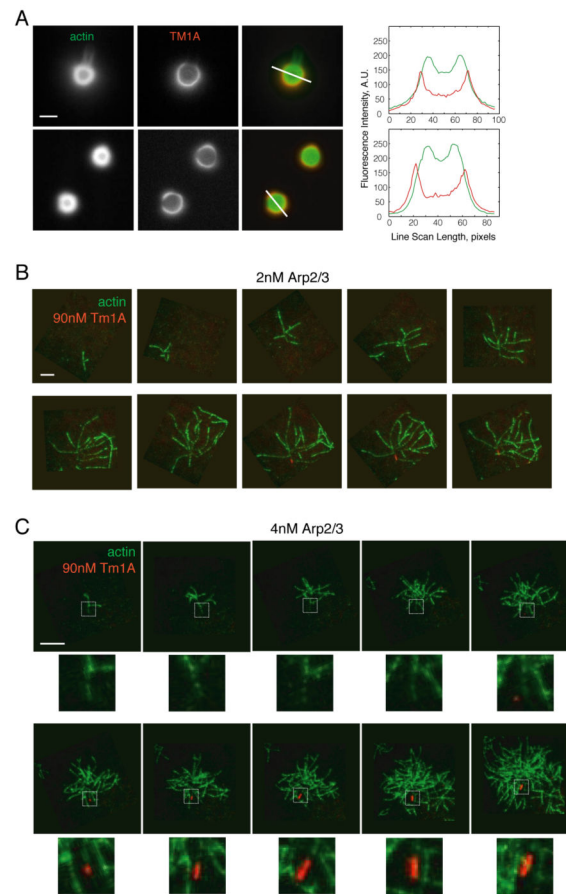 A
actin
TM1A
Fluorescence Intensity, A.U.
250
200
150
100
50
0
0 20 40 60 80 100
250
200
150
100
50
0
0 20 40 60 80
Line Scan Length, pixels
B
2nM Arp2/3
actin
90nM Tm1A
C
4nM Arp2/3
actin
90nM Tm1A